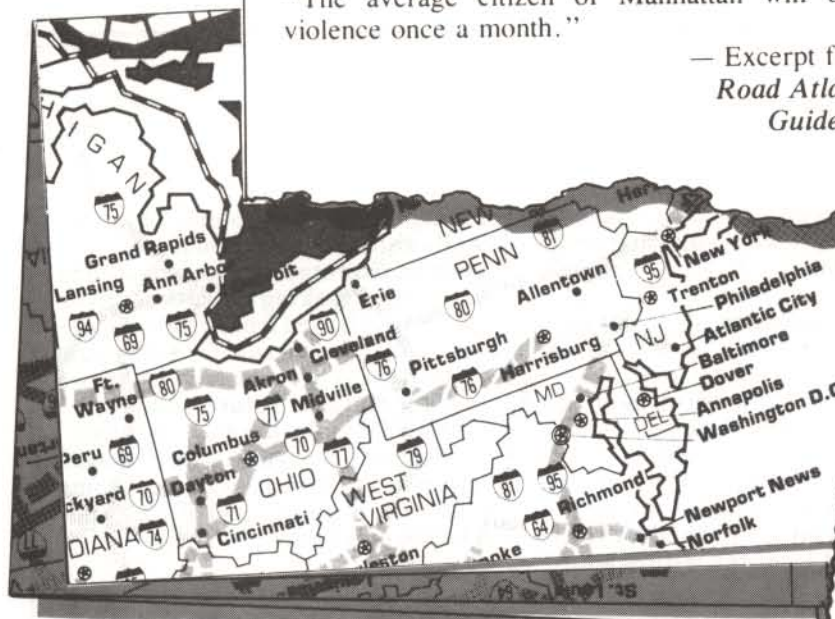 The average citizen of Manhattan will
violence once a month.”
— Excerpt
Road
Guide
NEW
81
PENN
75
New York
95
Grand Rapids
Allentown
Trenton
Erie
Philadelphia
Lansing
Ann
80
NJ
Atlantic City
94
69
75
90
Cleveland
76
Pittsburgh
Harrisburg
Baltimore
Dover
Ft.
Wayne
80
Akron
76
MD
DEL
Annapolis
75
71
Midville
Washington
Columbus
Peru
69
70
77
79
Dayton
OHIO
WEST
VIRGINIA
81
95
Richmond
70
71
64
Newport News
74
Cincinnati
Norfolk
St. Louis
64